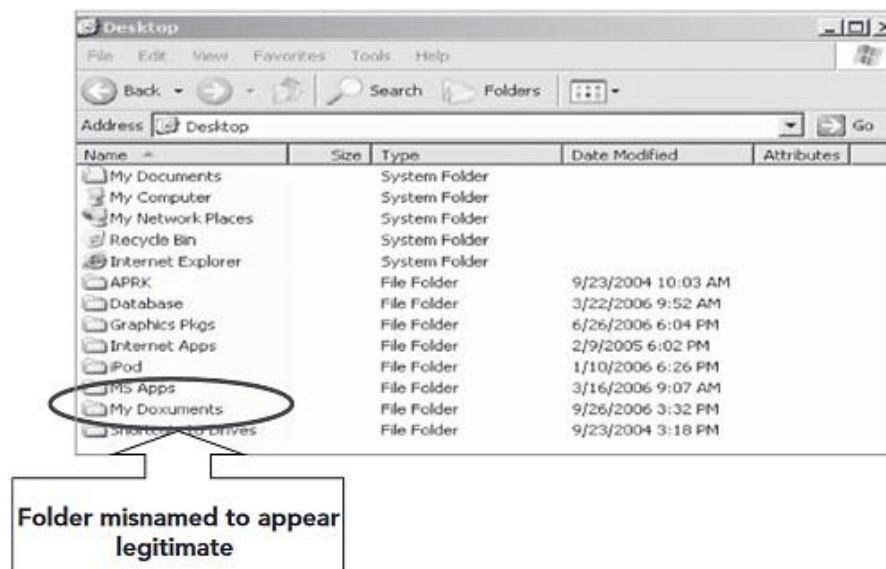 Desktop
File Edit View Favorites Tools Help
Back Search Folders
Address Desktop Go
Name Size Type Date Modified Attributes
My Documents System Folder
My Computer System Folder
My Network Places System Folder
Recycle Bin System Folder
Internet Explorer System Folder
APRK File Folder 9/23/2004 10:03 AM
Database File Folder 3/22/2006 9:52 AM
Graphics Pkgs File Folder 6/26/2006 6:04 PM
Internet Apps File Folder 2/9/2005 6:02 PM
iPod File Folder 1/10/2006 6:26 PM
MS Apps File Folder 3/16/2006 9:07 AM
My Doxuments File Folder 9/26/2006 3:32 PM
Shortcuts to Drives File Folder 9/23/2004 3:18 PM
Folder misnamed to appear
legitimate